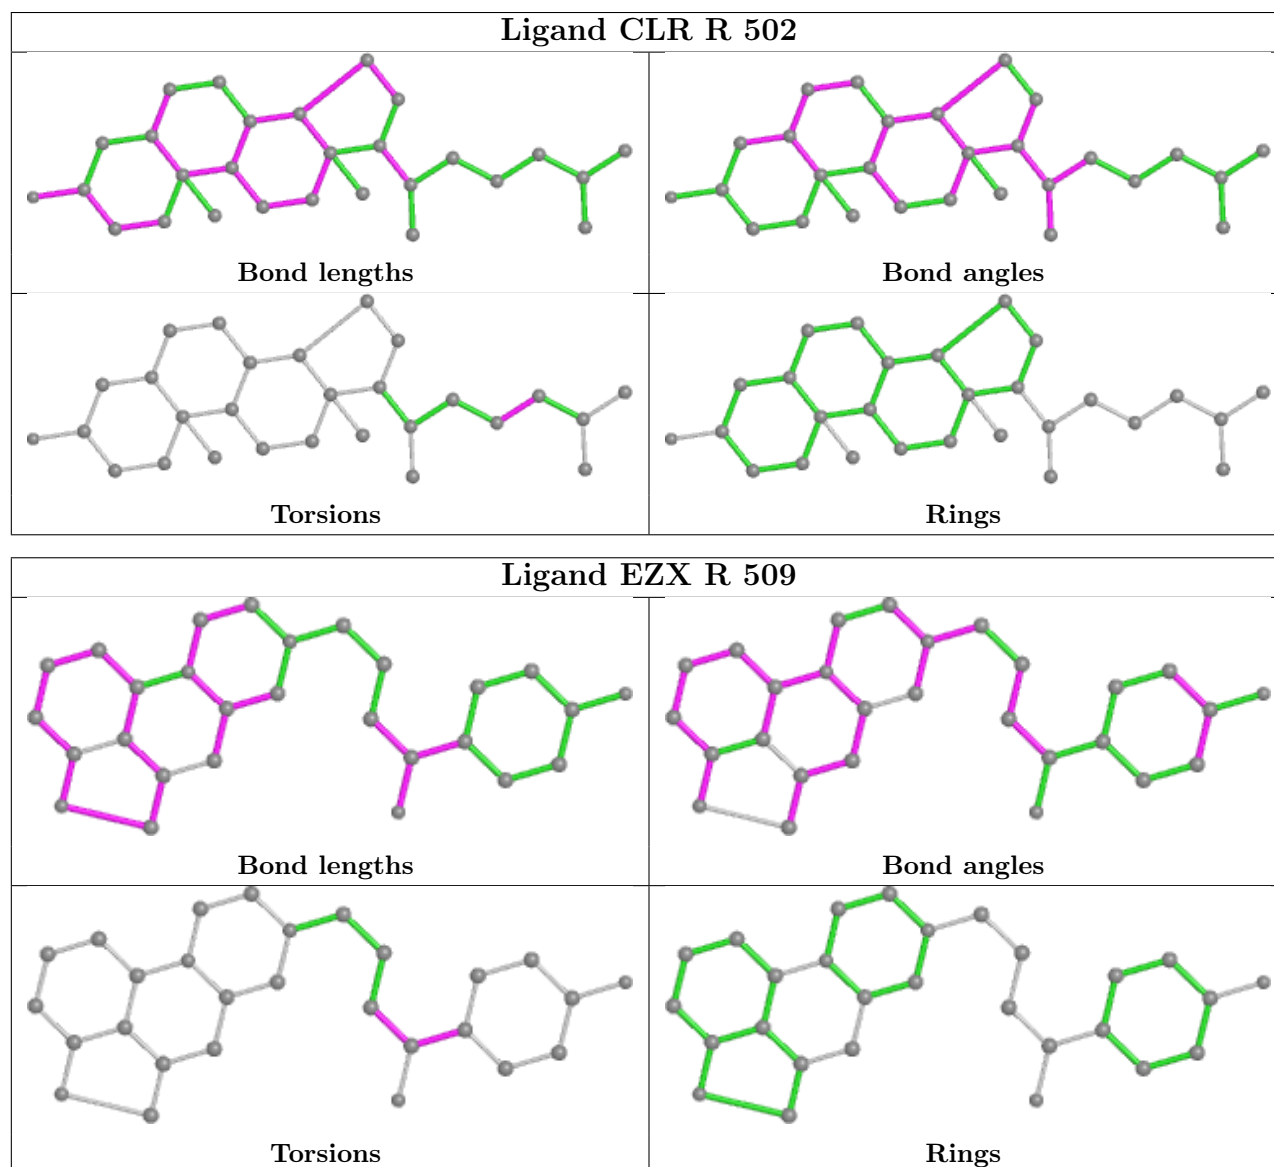 Ligand CLR R 502
Bond lengths
Bond angles
Torsions
Rings
Ligand EZX R 509
Bond lengths
Bond angles
Torsions
Rings